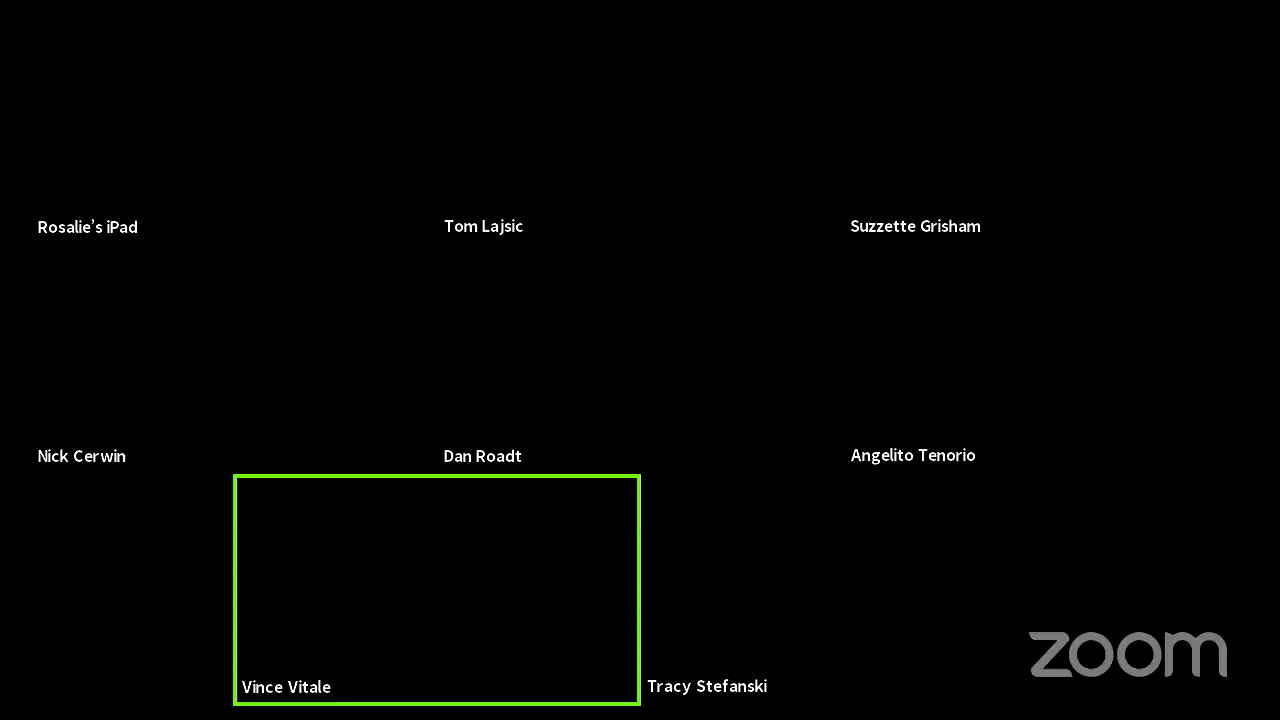 Rosalie’s iPad
Tom Lajsic
Suzzette Grisham
Nick Cerwin
Dan Roadt
Angelito Tenorio
Vince Vitale
Tracy Stefanski
zoom